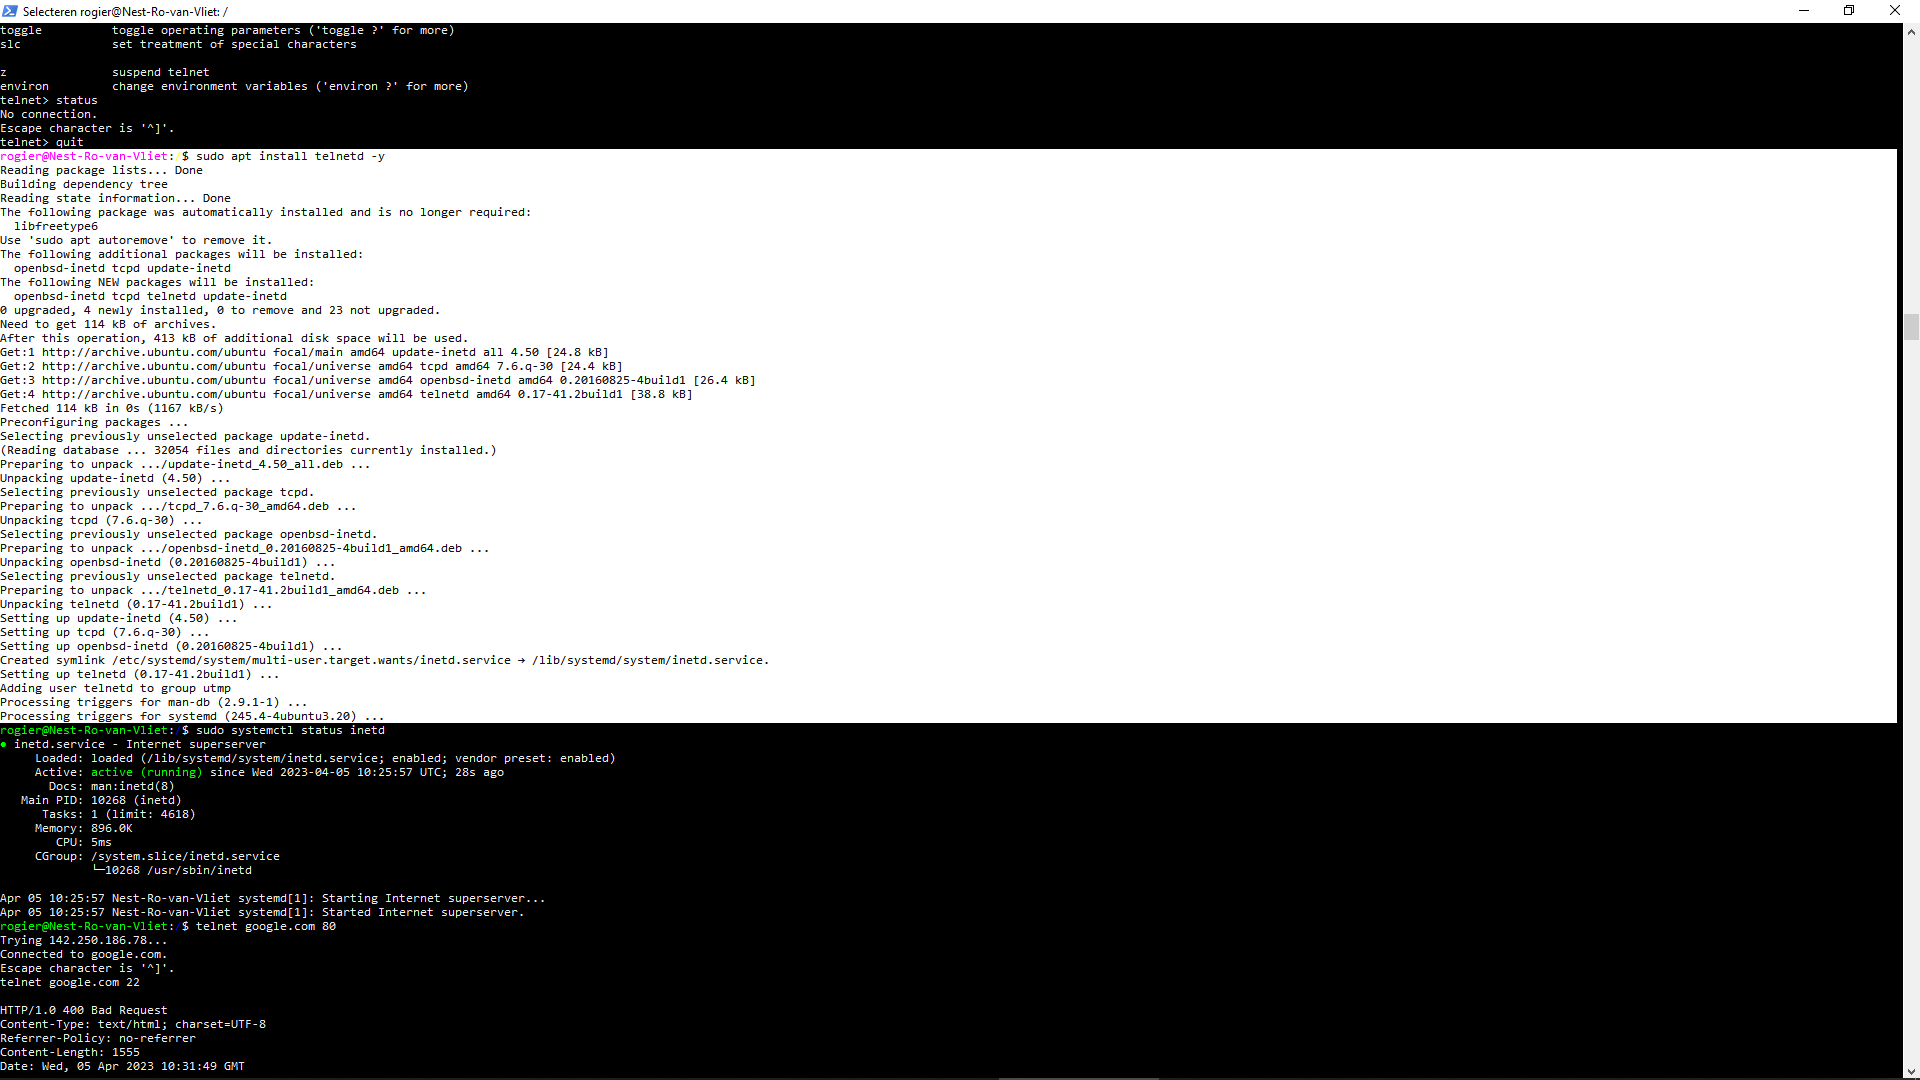 Selecteren rogier@Nest-Ro-van-Vliet: /
toggle          toggle operating parameters ('toggle ?' for more)
slc             set treatment of special characters

z               suspend telnet
environ         change environment variables ('environ ?' for more)
telnet> status
No connection.
Escape character is '^]'.
telnet> quit
rogier@Nest-Ro-van-Vliet:/$ sudo apt install telnetd -y
Reading package lists... Done
Building dependency tree
Reading state information... Done
The following package was automatically installed and is no longer required:
  libfreetype6
Use 'sudo apt autoremove' to remove it.
The following additional packages will be installed:
  openbsd-inetd tcpd update-inetd
The following NEW packages will be installed:
  openbsd-inetd tcpd telnetd update-inetd
0 upgraded, 4 newly installed, 0 to remove and 23 not upgraded.
Need to get 114 kB of archives.
After this operation, 413 kB of additional disk space will be used.
Get:1 http://archive.ubuntu.com/ubuntu focal/main amd64 update-inetd all 4.50 [24.8 kB]
Get:2 http://archive.ubuntu.com/ubuntu focal/universe amd64 tcpd amd64 7.6.q-30 [24.4 kB]
Get:3 http://archive.ubuntu.com/ubuntu focal/universe amd64 openbsd-inetd amd64 0.20160825-4build1 [26.4 kB]
Get:4 http://archive.ubuntu.com/ubuntu focal/universe amd64 telnetd amd64 0.17-41.2build1 [38.8 kB]
Fetched 114 kB in 0s (1167 kB/s)
Preconfiguring packages ...
Selecting previously unselected package update-inetd.
(Reading database ... 32054 files and directories currently installed.)
Preparing to unpack .../update-inetd_4.50_all.deb ...
Unpacking update-inetd (4.50) ...
Selecting previously unselected package tcpd.
Preparing to unpack .../tcpd_7.6.q-30_amd64.deb ...
Unpacking tcpd (7.6.q-30) ...
Selecting previously unselected package openbsd-inetd.
Preparing to unpack .../openbsd-inetd_0.20160825-4build1_amd64.deb ...
Unpacking openbsd-inetd (0.20160825-4build1) ...
Selecting previously unselected package telnetd.
Preparing to unpack .../telnetd_0.17-41.2build1_amd64.deb ...
Unpacking telnetd (0.17-41.2build1) ...
Setting up update-inetd (4.50) ...
Setting up tcpd (7.6.q-30) ...
Setting up openbsd-inetd (0.20160825-4build1) ...
Created symlink /etc/systemd/system/multi-user.target.wants/inetd.service → /lib/systemd/system/inetd.service.
Setting up telnetd (0.17-41.2build1) ...
Adding user telnetd to group utmp
Processing triggers for man-db (2.9.1-1) ...
Processing triggers for systemd (245.4-4ubuntu3.20) ...
rogier@Nest-Ro-van-Vliet:/$ sudo systemctl status inetd
● inetd.service - Internet superserver
     Loaded: loaded (/lib/systemd/system/inetd.service; enabled; vendor preset: enabled)
     Active: active (running) since Wed 2023-04-05 10:25:57 UTC; 28s ago
       Docs: man:inetd(8)
   Main PID: 10268 (inetd)
      Tasks: 1 (limit: 4618)
     Memory: 896.0K
        CPU: 5ms
     CGroup: /system.slice/inetd.service
             └─10268 /usr/sbin/inetd

Apr 05 10:25:57 Nest-Ro-van-Vliet systemd[1]: Starting Internet superserver...
Apr 05 10:25:57 Nest-Ro-van-Vliet systemd[1]: Started Internet superserver.
rogier@Nest-Ro-van-Vliet:/$ telnet google.com 80
Trying 142.250.186.78...
Connected to google.com.
Escape character is '^]'.
telnet google.com 22

HTTP/1.0 400 Bad Request
Content-Type: text/html; charset=UTF-8
Referrer-Policy: no-referrer
Content-Length: 1555
Date: Wed, 05 Apr 2023 10:31:49 GMT